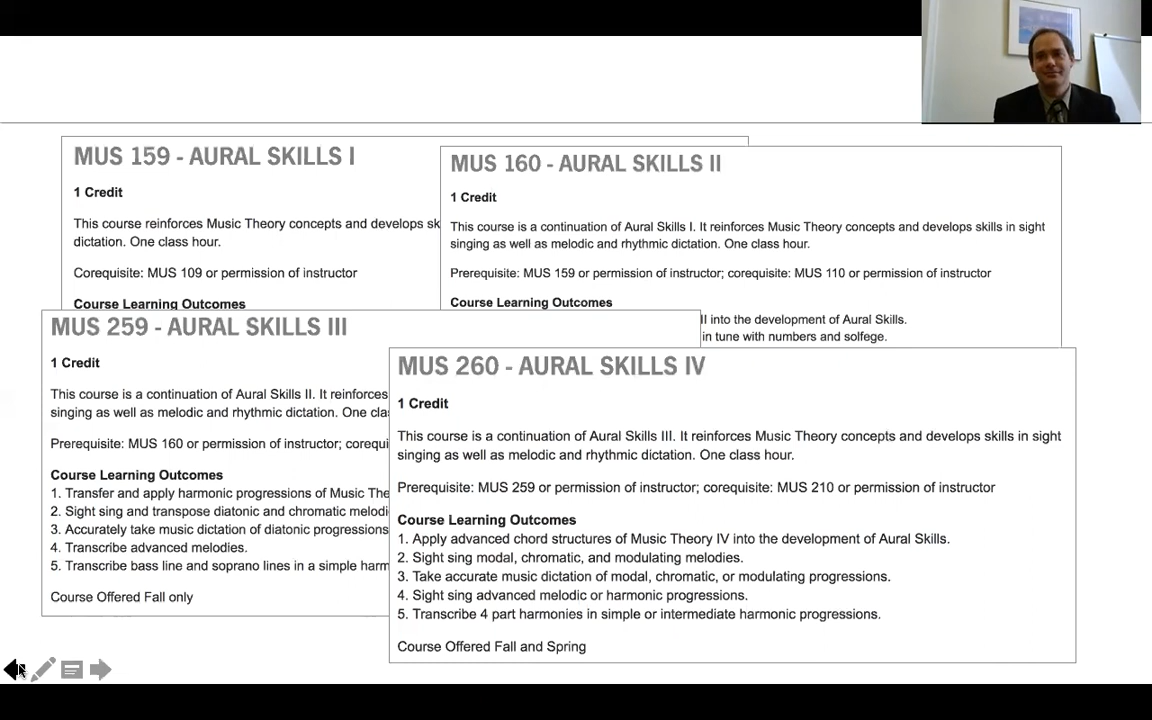 MUS 159 - AURAL SKILLS I
1 Credit
This course reinforces Music Theory concepts and develops
dictation. One class hour.
Corequisite: MUS 109 or permission of instructor
Course Learning Outcomes
MUS 160 - AURAL SKILLS II
1 Credit
This course is a continuation of Aural Skills I. It reinforces Music Theory concepts and develops skills in sight
singing as well as melodic and rhythmic dictation. One class hour.
Prerequisite: MUS 159 or permission of instructor; corequisite: MUS 110 or permission of instructor
Course Learning Outcomes
II into the development of Aural Skills.
in tune with numbers and solfege.
MUS 259 - AURAL SKILLS III
1 Credit
This course is a continuation of Aural Skills II. It reinforces
singing as well as melodic and rhythmic dictation. One
Prerequisite: MUS 160 or permission of instructor;
Course Learning Outcomes
1. Transfer and apply harmonic progressions of Music
2. Sight sing and transpose diatonic and chromatic
3. Accurately take music dictation of diatonic progressions
4. Transcribe advanced melodies.
5. Transcribe bass line and soprano lines in a simple
Course Offered Fall only
MUS 260 - AURAL SKILLS IV
1 Credit
This course is a continuation of Aural Skills III. It reinforces Music Theory concepts and develops skills in sight
singing as well as melodic and rhythmic dictation. One class hour.
Prerequisite: MUS 259 or permission of instructor; corequisite: MUS 210 or permission of instructor
Course Learning Outcomes
1. Apply advanced chord structures of Music Theory IV into the development of Aural Skills.
2. Sight sing modal, chromatic, and modulating melodies.
3. Take accurate music dictation of modal, chromatic, or modulating progressions.
4. Sight sing advanced melodic or harmonic progressions.
5. Transcribe 4 part harmonies in simple or intermediate harmonic progressions.
Course Offered Fall and Spring